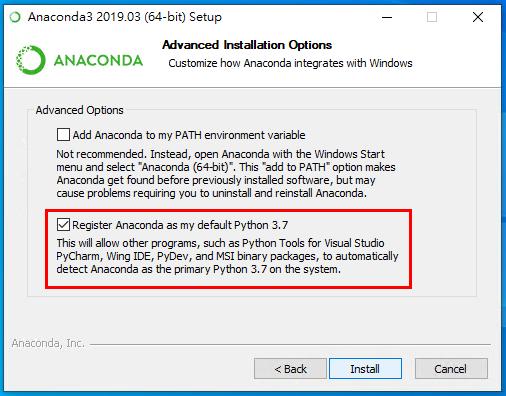 Anaconda3 2019.03 (64-bit) Setup
Advanced Installation Options
Customize how Anaconda integrates with Windows
ANACONDA
Advanced Options
Add Anaconda to my PATH environment variable
Not recommended. Instead, open Anaconda with the Windows Start
menu and select "Anaconda (64-bit)". This "add to PATH" option makes
Anaconda get found before previously installed software, but may
cause problems requiring you to uninstall and reinstall Anaconda.
Register Anaconda as my default Python 3.7
This will allow other programs, such as Python Tools for Visual Studio
PyCharm, Wing IDE, PyDev, and MSI binary packages, to automatically
detect Anaconda as the primary Python 3.7 on the system.
Anaconda, Inc.
< Back
Install
Cancel